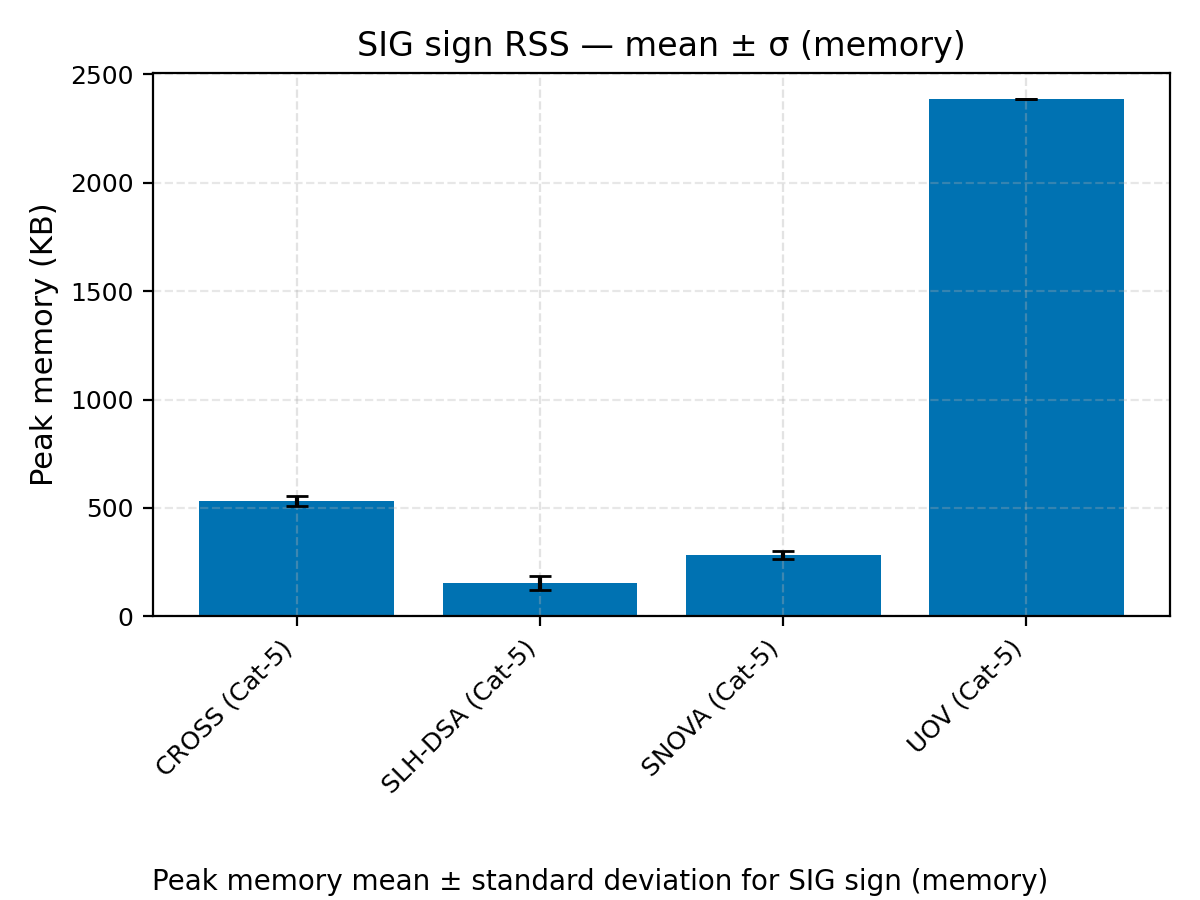 SIG sign RSS — mean ± σ (memory)
Peak memory (KB)
2500
2000
1500
1000
500
0
CROSS (Cat-5)
SLH-DSA (Cat-5)
SNOVA (Cat-5)
UOV (Cat-5)
Peak memory mean ± standard deviation for SIG sign (memory)